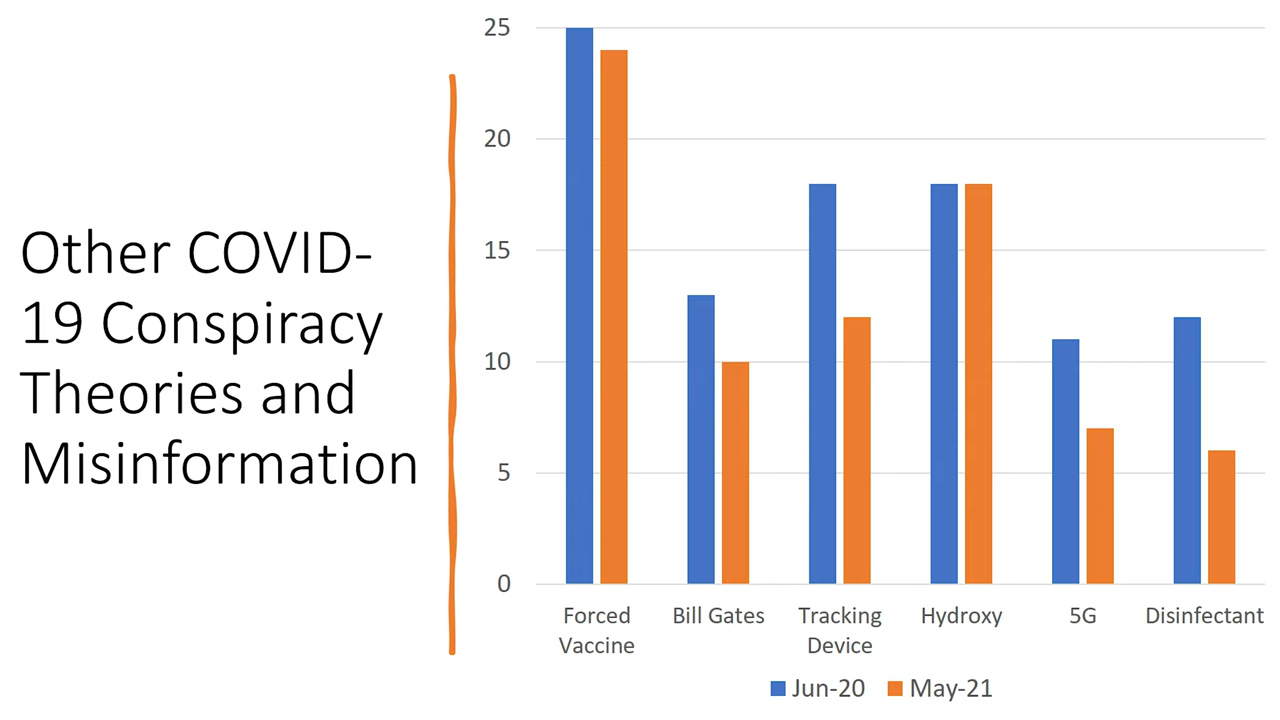 Other COVID-
19 Conspiracy
Theories and
Misinformation
25
20
15
10
5
0
Forced
Vaccine
Bill Gates
Tracking
Device
Hydroxy
5G
Disinfectant
Jun-20
May-21